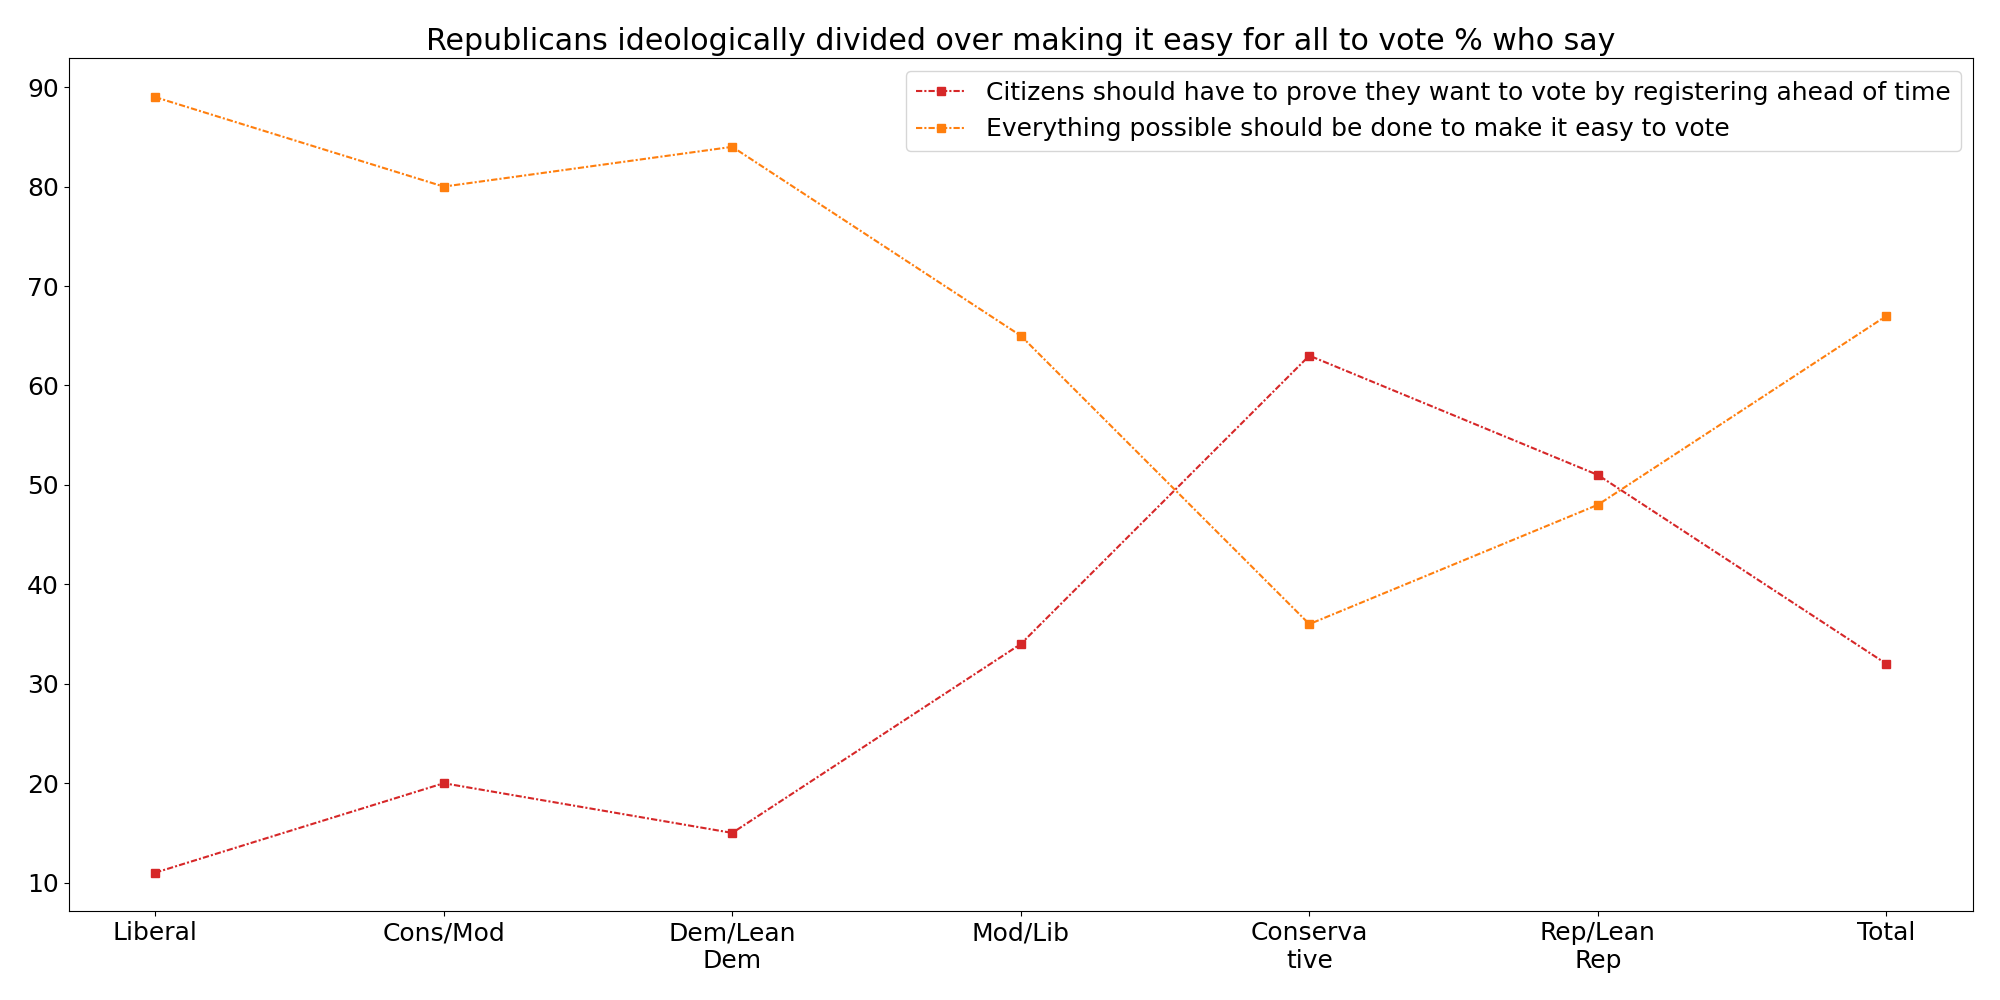 Republicans ideologically divided over making it easy for all to vote % who say
Citizens should have to prove they want to vote by registering ahead of time
Everything possible should be done to make it easy to vote
90
80
70
60
50
40
30
20
10
Liberal
Cons/Mod
Dem/Lean
Dem
Mod/Lib
Conserva
tive
Rep/Lean
Rep
Total